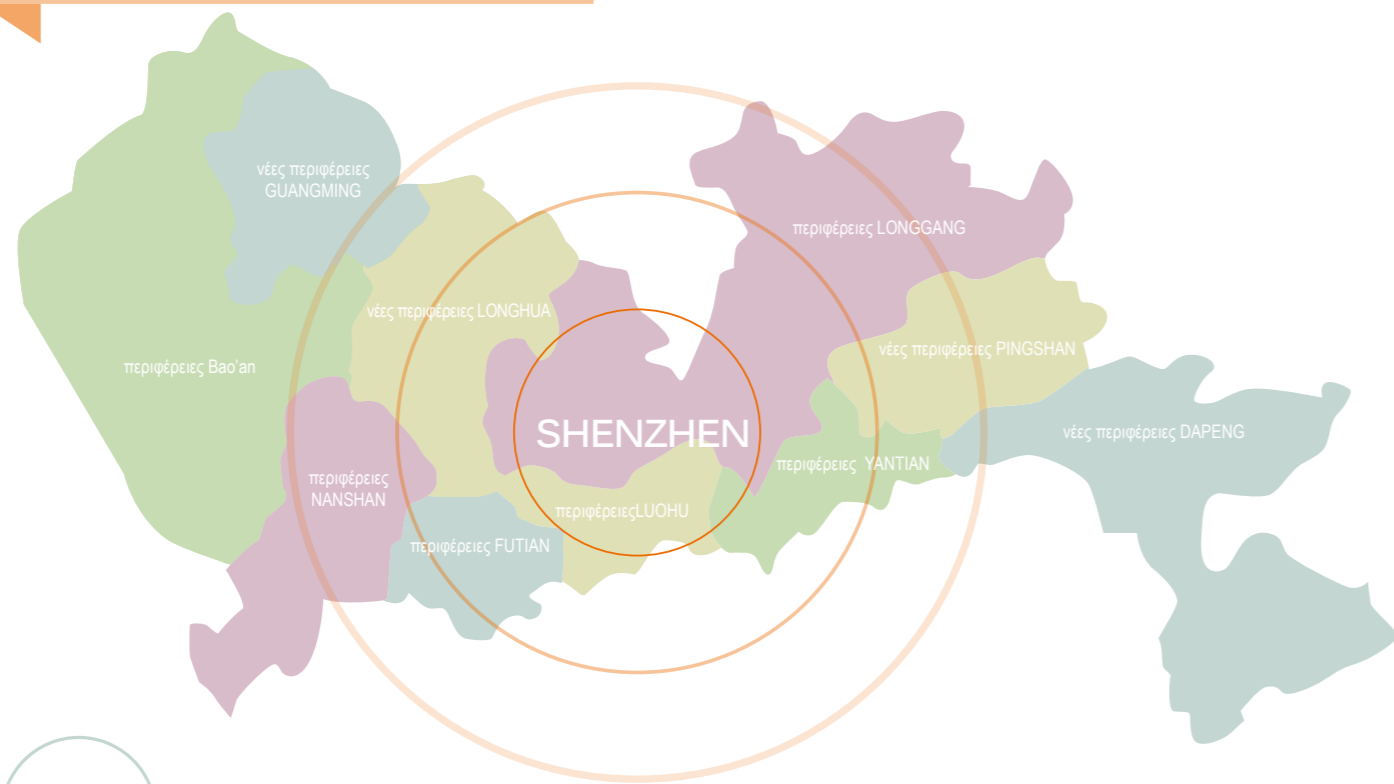 νέες περιφέρειες
GUANGMING
περιφέρειες LONGGANG
νέες περιφέρειες LONGHUA
νέες περιφέρειες PINGSHAN
περιφέρειες Bao'an
SHENZHEN
νέες περιφέρειες DAPENG
περιφέρειες YANTIAN
περιφέρειες
NANSHAN
περιφέρειεςLUOHU
περιφέρειες FUTIAN